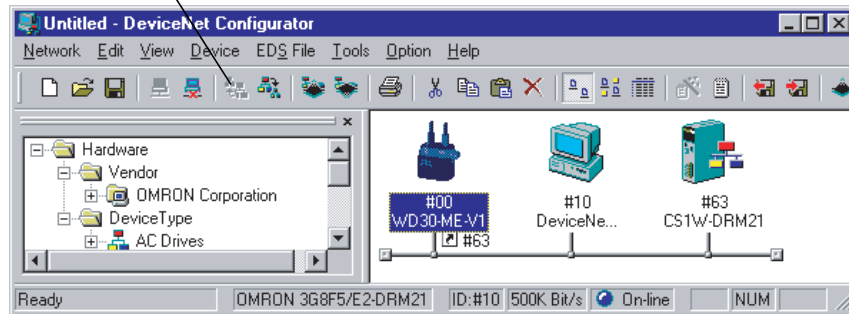 Untitled - DeviceNet Configurator
Network Edit View Device EDS File Tools Option Help
Hardware
Vendor
OMRON Corporation
DeviceType
AC Drives
#00
WD30-ME-V1
#63
#10
DeviceNe...
#63
CS1W-DRM21
Ready OMRON 3G8F5/E2-DRM21 ID:#10 500K Bit/s On-line NUM